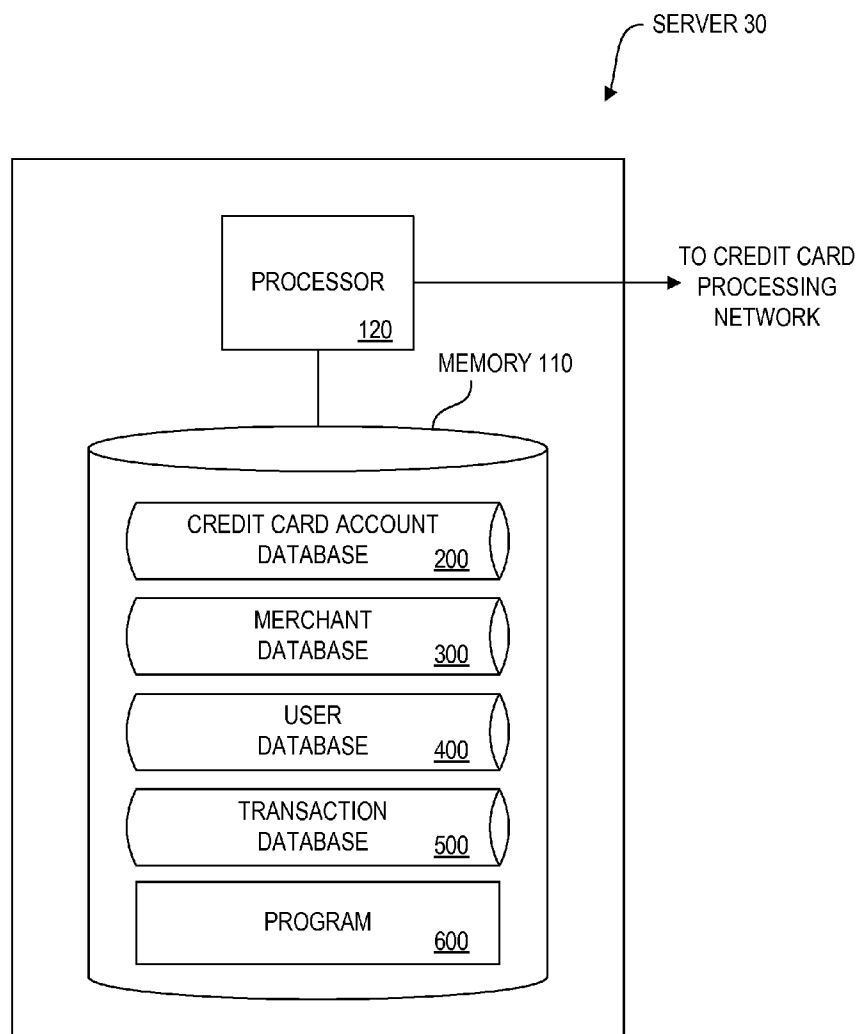 SERVER 30
PROCESSOR
120
TO CREDIT CARD
PROCESSING
NETWORK
MEMORY 110
CREDIT CARD ACCOUNT
DATABASE
200
MERCHANT
DATABASE
300
USER
DATABASE
400
TRANSACTION
DATABASE
500
PROGRAM
600